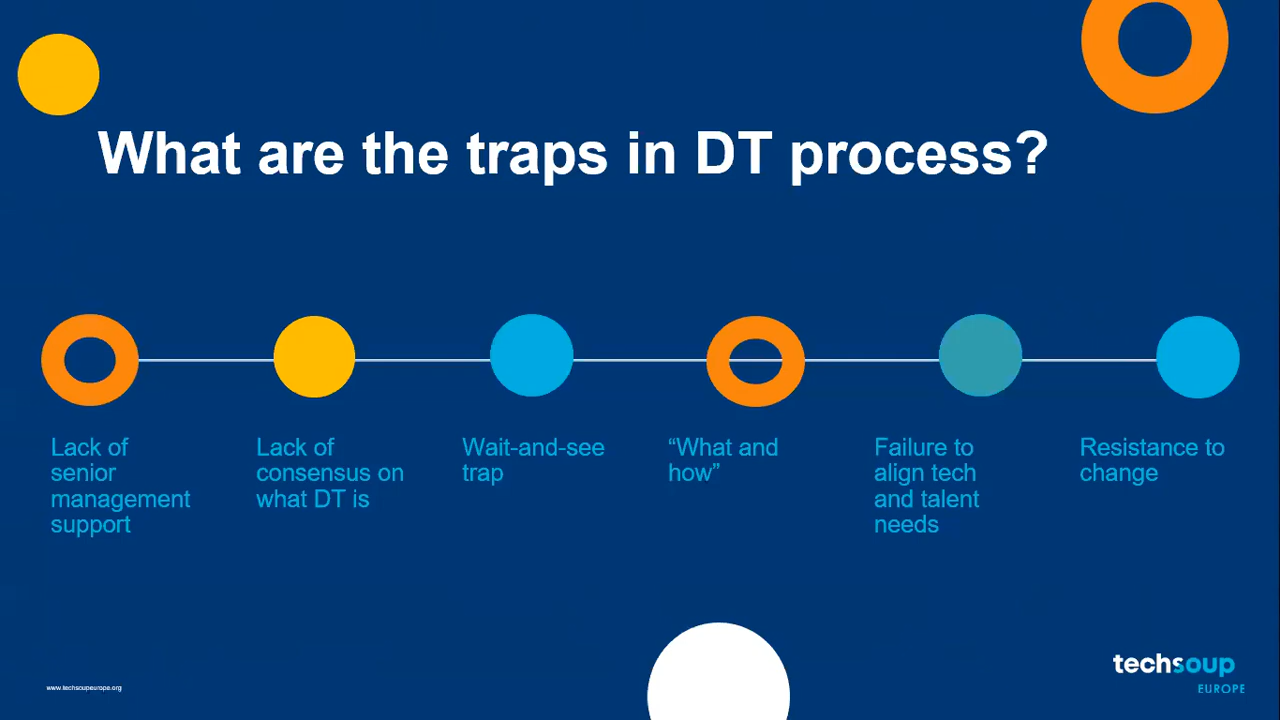 What are the traps in DT process?
Lack of
senior
management
support
Lack of
consensus on
what DT is
Wait-and-see
trap
“What and
how”
Failure to
align tech
and talent
needs
Resistance to
change
www.techsoupeurope.org
techsoup
EUROPE